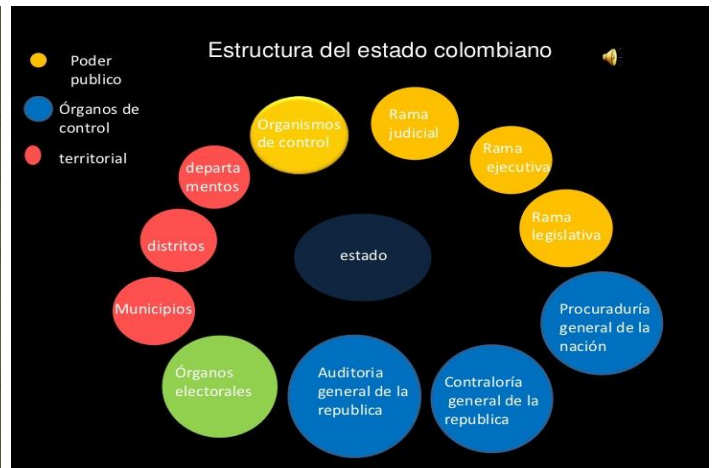 Estructura del estado colombiano
Poder
publico
Órganos de
control
territorial
Organismos
de control
Rama
judicial
Rama
ejecutiva
Rama
legislativa
departa
mentos
distritos
Municipios
estado
Procuraduría
general de la
nación
Órganos
electorales
Auditoria
general de la
republica
Contraloría
general de la
republica